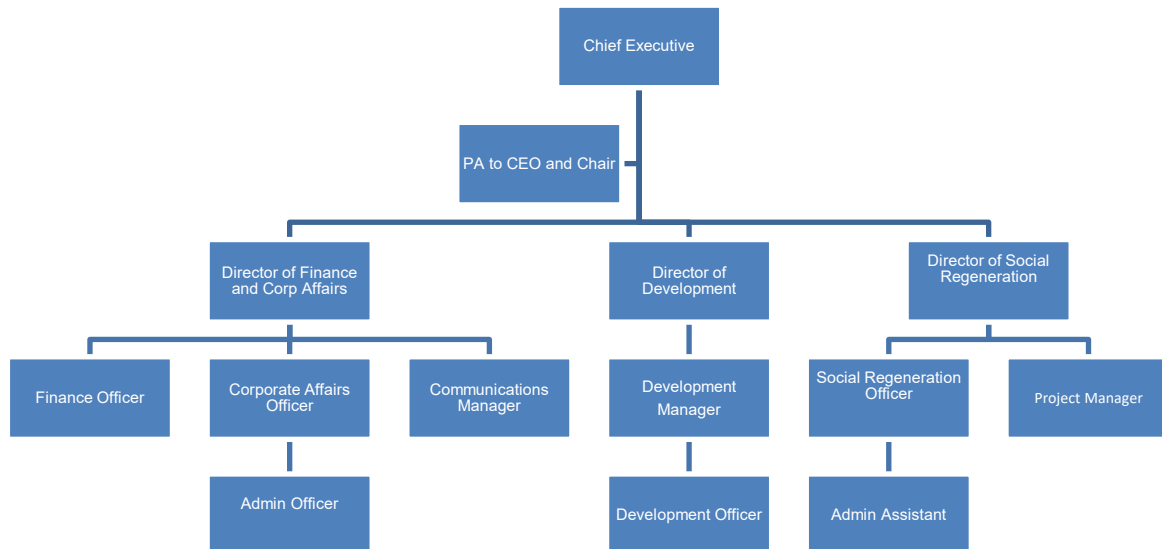 Chief Executive
PA to CEO and Chair
Director of Finance
and Corp Affairs
Director of
Development
Director of Social
Regeneration
Finance Officer
Corporate Affairs
Officer
Communications
Manager
Development
Manager
Social Regeneration
Officer
Project Manager
Admin Officer
Development Officer
Admin Assistant